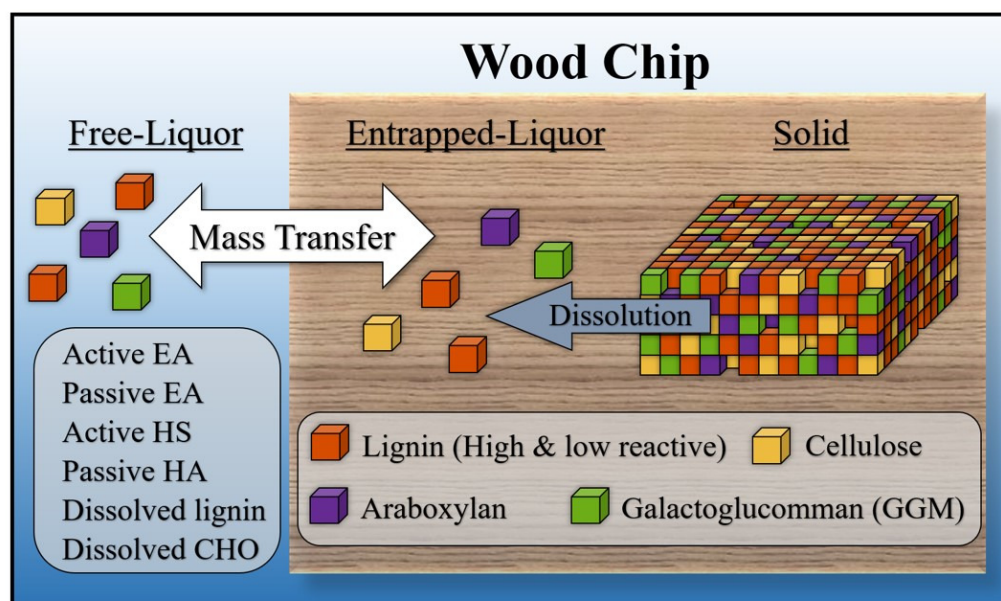 Wood Chip
Free-Liquor
Entrapped-Liquor
Solid
Mass Transfer
Dissolution
Active EA
Passive EA
Active HS
Passive HA
Dissolved lignin
Dissolved CHO
Lignin (High & low reactive)
Cellulose
Araboxylan
Galactoglucomman (GGM)